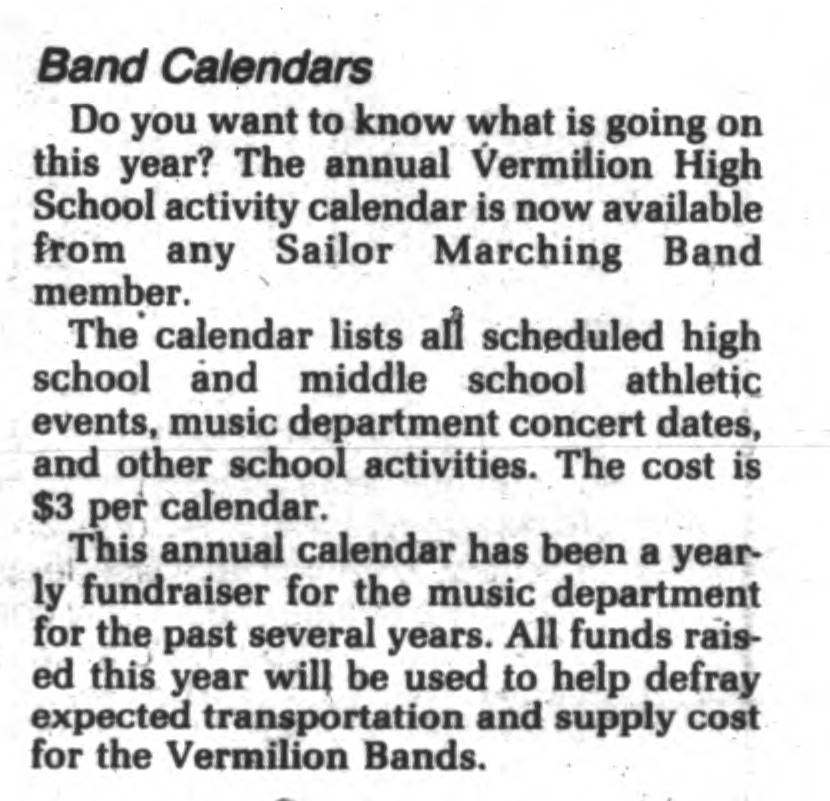 Band Calendars
Do you want to know what is going on
this year? The annual Vermilion High
School activity calendar is now available
from any Sailor Marching Band
member.
The calendar lists all scheduled high
school and middle school athletic
events, music department concert dates,
and other school activities. The cost is
$3 per calendar.
This annual calendar has been a year-
ly fundraiser for the music department
for the past several years. All funds rais-
ed this year will be used to help defray
expected transportation and supply cost
for the Vermilion Bands.